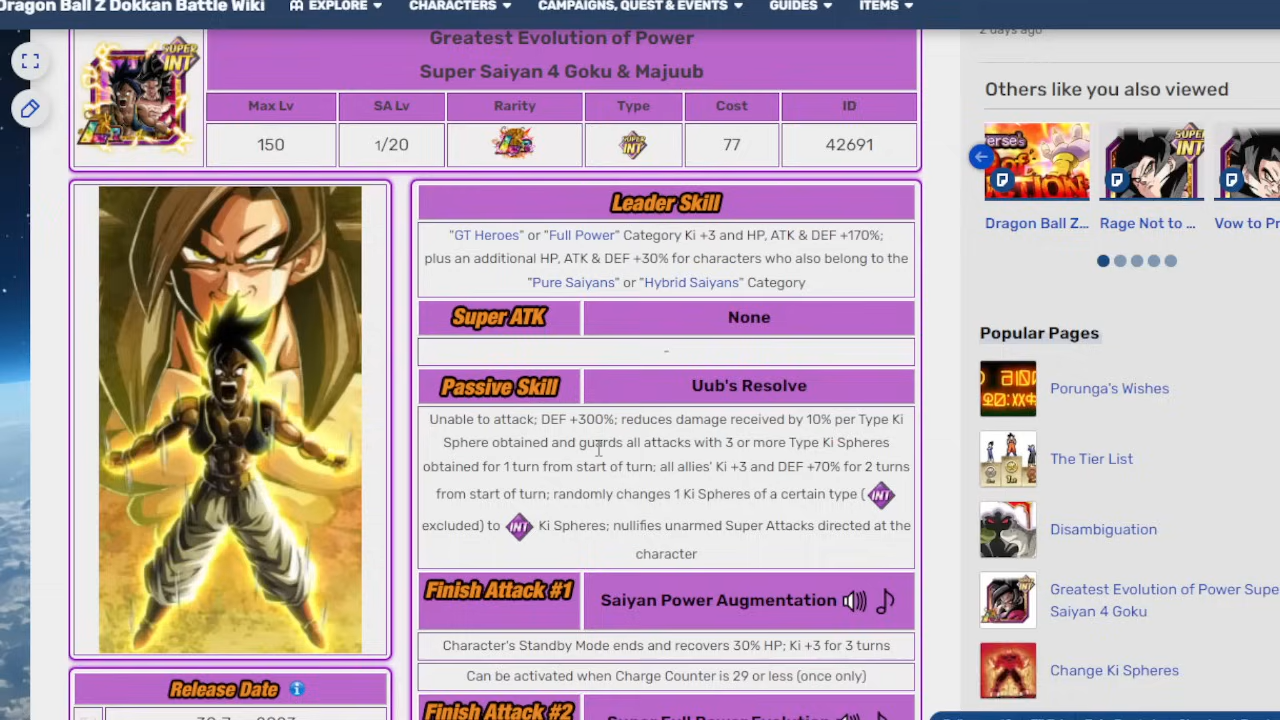 Dragon Ball Z Dokkan Battle Wiki
EXPLORE
CHARACTERS
CAMPAIGNS, QUEST & EVENTS
GUIDES
ITEMS
Greatest Evolution of Power
Super Saiyan 4 Goku & Majuub
Max Lv
SA Lv
Rarity
Type
Cost
ID
150
1/20
77
42691
SUPER INT
Leader Skill
"GT Heroes" or "Full Power" Category Ki +3 and HP, ATK & DEF +170%;
plus an additional HP, ATK & DEF +30% for characters who also belong to the
"Pure Saiyans" or "Hybrid Saiyans" Category
Super ATK
None
-
Passive Skill
Uub's Resolve
Unable to attack; DEF +300%; reduces damage received by 10% per Type Ki
Sphere obtained and guards all attacks with 3 or more Type Ki Spheres
obtained for 1 turn from start of turn; all allies' Ki +3 and DEF +70% for 2 turns
from start of turn; randomly changes 1 Ki Spheres of a certain type ( INT
excluded) to INT Ki Spheres; nullifies unarmed Super Attacks directed at the
character
Finish Attack #1
Saiyan Power Augmentation
Character's Standby Mode ends and recovers 30% HP; Ki +3 for 3 turns
Can be activated when Charge Counter is 29 or less (once only)
Finish Attack #2
Super Full Power Evolution
Release Date
2 days ago
Others like you also viewed
Dragon Ball Z...
Rage Not to ...
Vow to Pr
Popular Pages
Porunga's Wishes
The Tier List
Disambiguation
Greatest Evolution of Power Supe
Saiyan 4 Goku
Change Ki Spheres